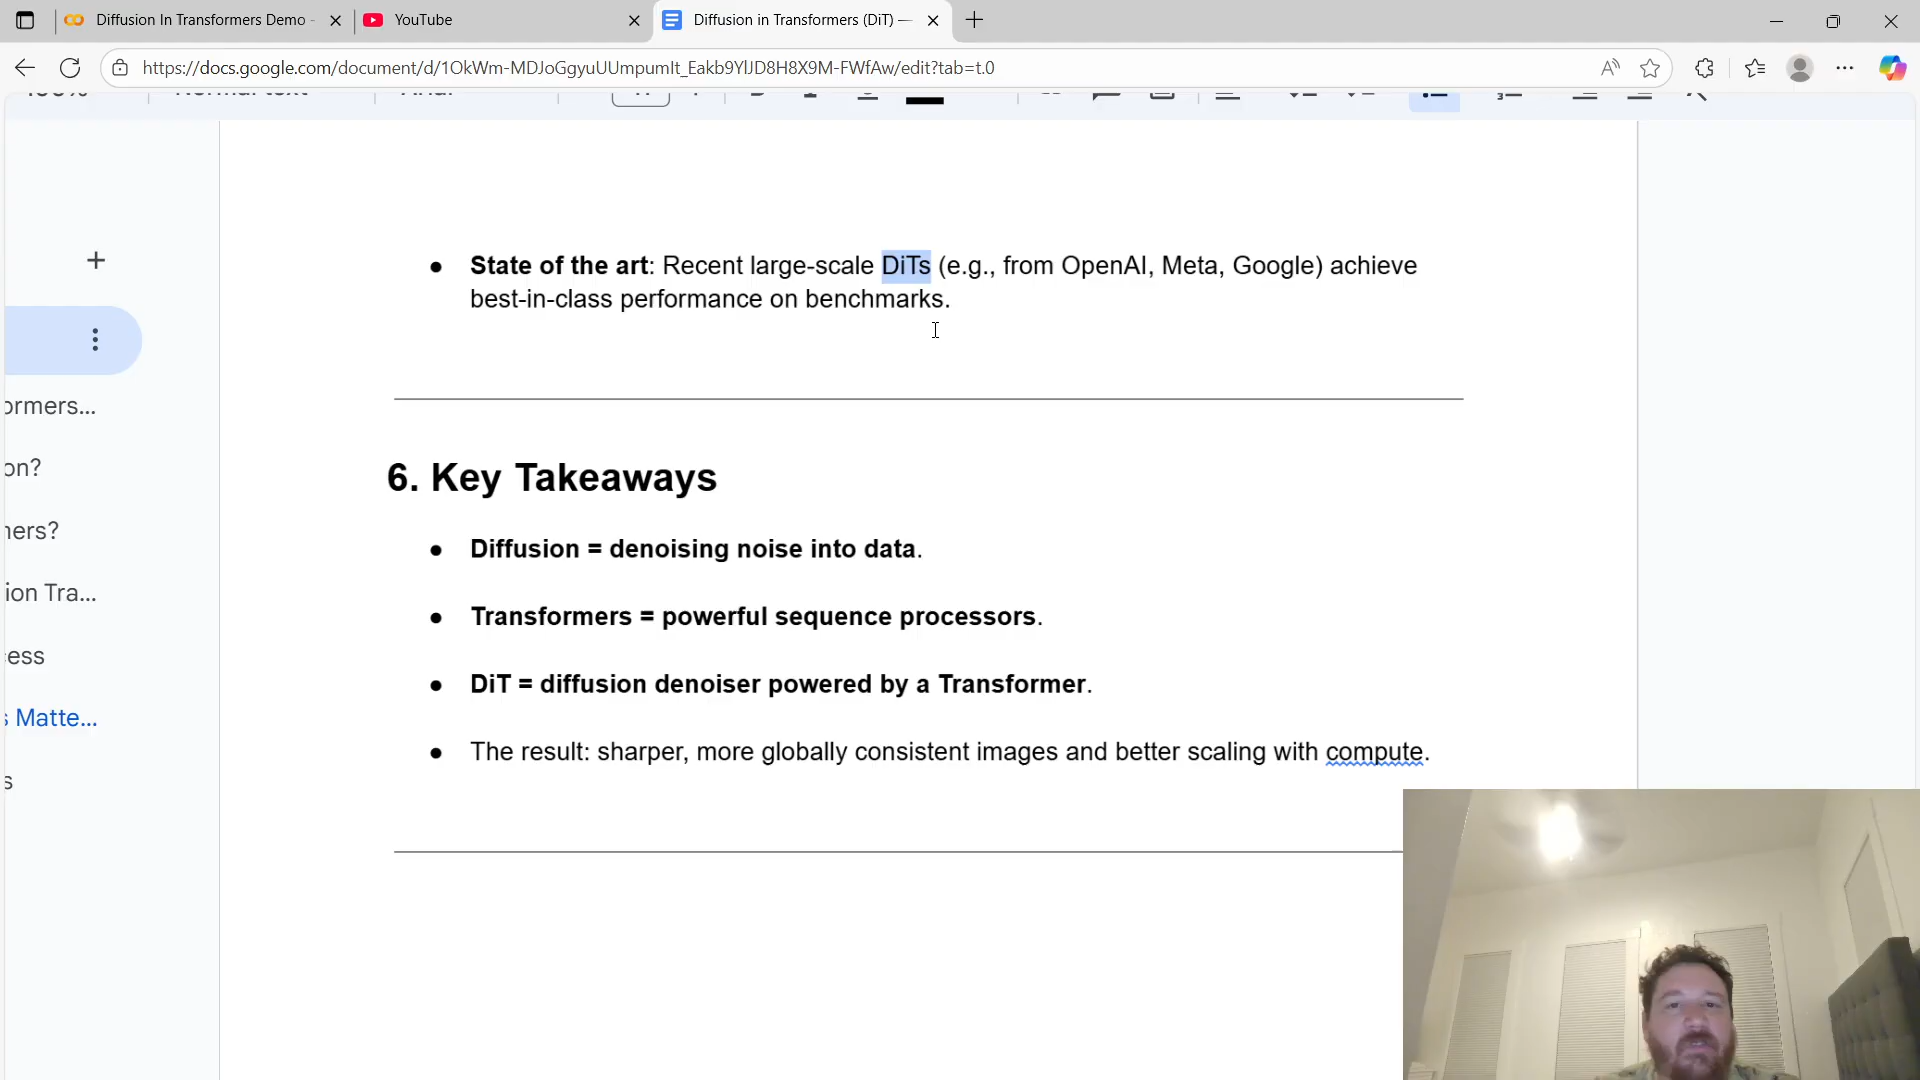 Diffusion In Transformers Demo -
YouTube
Diffusion in Transformers (DiT) —
https://docs.google.com/document/d/1OkWm-MDJoGgyuUUmpumIt_Eakb9YlJD8H8X9M-FWfAw/edit?tab=t.0
● State of the art: Recent large-scale DiTs (e.g., from OpenAI, Meta, Google) achieve
best-in-class performance on benchmarks.
ormers...
on?
ners?
ion Tra...
ess
s Matte...
s
6. Key Takeaways
● Diffusion = denoising noise into data.
● Transformers = powerful sequence processors.
● DiT = diffusion denoiser powered by a Transformer.
● The result: sharper, more globally consistent images and better scaling with compute.